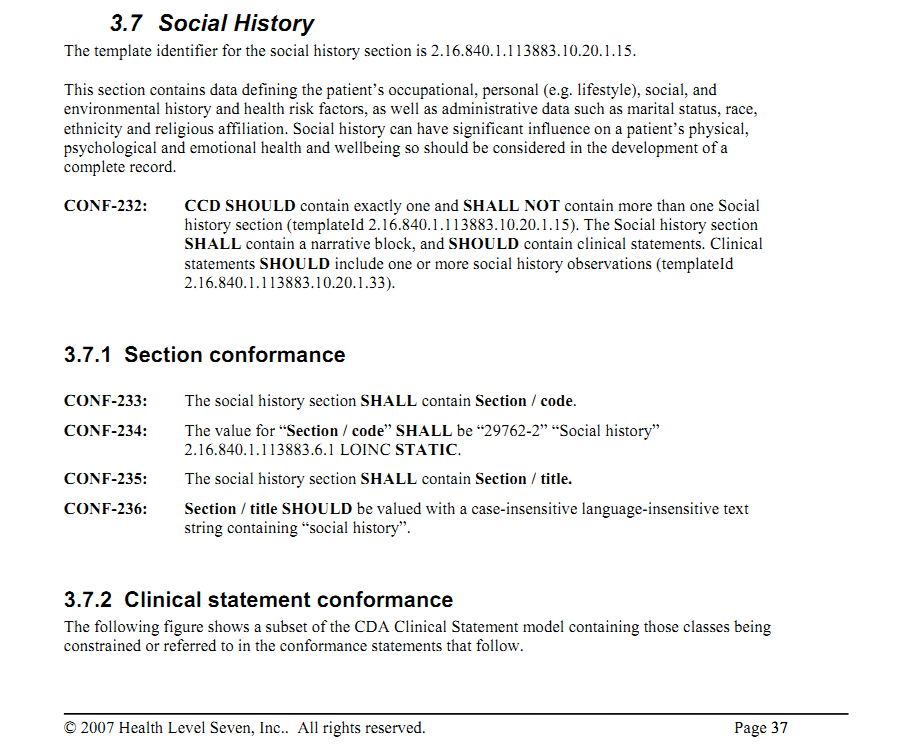 3.7 Social History
The template identifier for the social history section is 2.16.840.1.113883.10.20.1.15.
This section contains data defining the patient’s occupational, personal (e.g. lifestyle), social, and
environmental history and health risk factors, as well as administrative data such as marital status, race,
ethnicity and religious affiliation. Social history can have significant influence on a patient’s physical,
psychological and emotional health and wellbeing so should be considered in the development of a
complete record.
CONF-232: CCD SHOULD contain exactly one and SHALL NOT contain more than one Social
history section (templateId 2.16.840.1.113883.10.20.1.15). The Social history section
SHALL contain a narrative block, and SHOULD contain clinical statements. Clinical
statements SHOULD include one or more social history observations (templateId
2.16.840.1.113883.10.20.1.33).
3.7.1 Section conformance
CONF-233: The social history section SHALL contain Section / code.
CONF-234: The value for “Section / code” SHALL be “29762-2” “Social history”
2.16.840.1.113883.6.1 LOINC STATIC.
CONF-235: The social history section SHALL contain Section / title.
CONF-236: Section / title SHOULD be valued with a case-insensitive language-insensitive text
string containing “social history”.
3.7.2 Clinical statement conformance
The following figure shows a subset of the CDA Clinical Statement model containing those classes being
constrained or referred to in the conformance statements that follow.
© 2007 Health Level Seven, Inc.. All rights reserved. Page 37